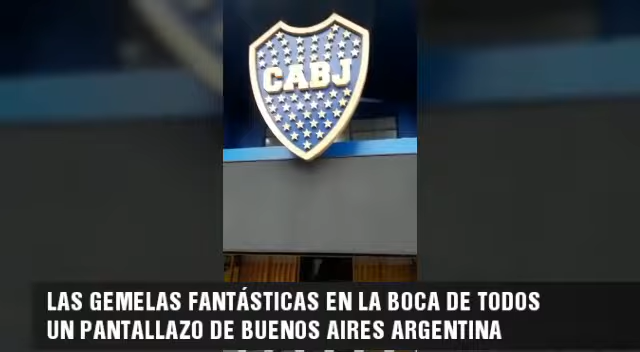 CABJ
LAS GEMELAS FANTÁSTICAS EN LA BOCA DE TODOS
UN PANTALLAZO DE BUENOS AIRES ARGENTINA